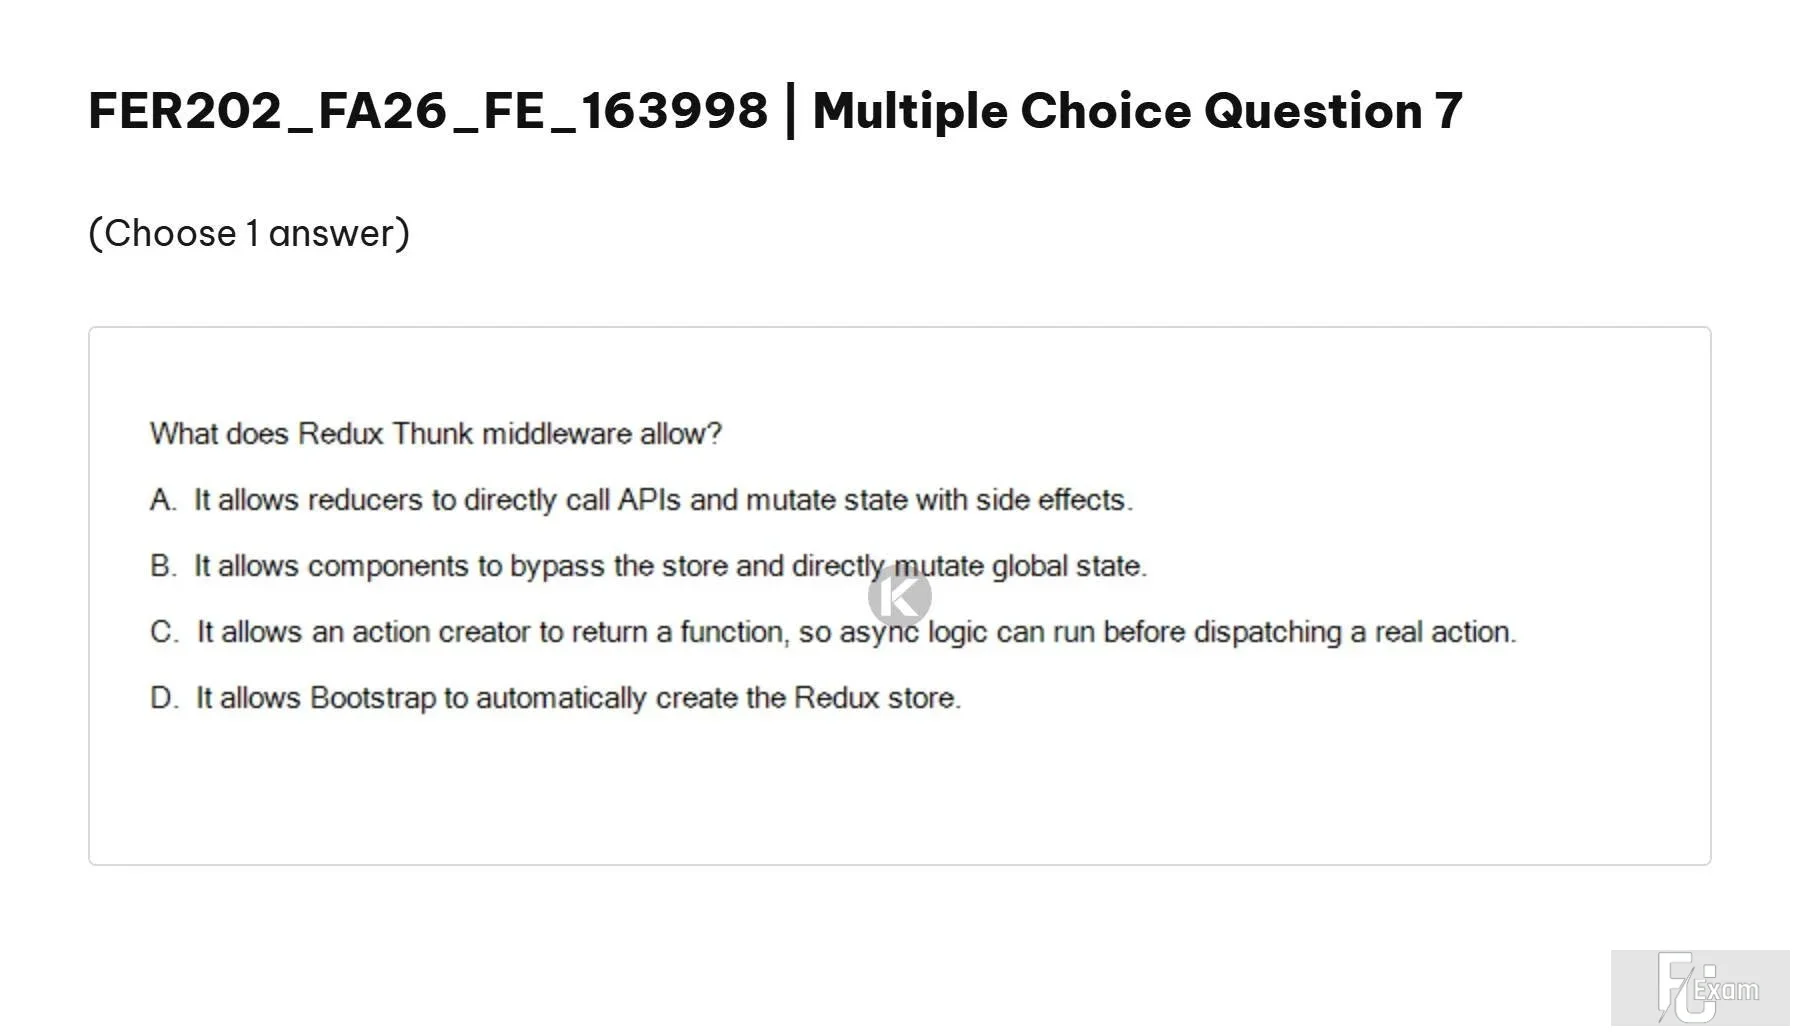 FER202_FA26_FE_163998 | Multiple Choice Question 7
(Choose 1 answer)
What does Redux Thunk middleware allow?
A. It allows reducers to directly call APIs and mutate state with side effects.
B. It allows components to bypass the store and directly mutate global state.
K
C. It allows an action creator to return a function, so async logic can run before dispatching a real action.
D. It allows Bootstrap to automatically create the Redux store.
Exam